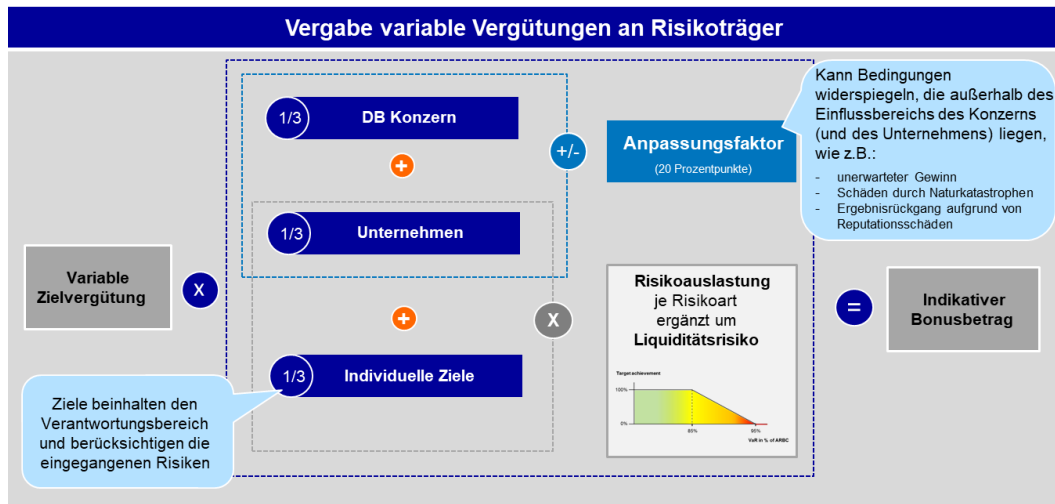 Vergabe variable Vergütungen an Risikoträger
Kann Bedingungen
widerspiegeln, die außerhalb des
Einflussbereichs des Konzerns
(und des Unternehmens) liegen,
wie z.B.:
- unerwarteter Gewinn
- Schäden durch Naturkatastrophen
- Ergebnisrückgang aufgrund von
Reputationsschäden
1/3 DB Konzern
+/-
Anpassungsfaktor
(20 Prozentpunkte)
+
1/3 Unternehmen
Variable
Zielvergütung
X
+
X
Risikoauslastung
je Risikoart
ergänzt um
Liquiditätsrisiko
Target achievement
100%
0%
80%
95%
VaR in % of ARBC
=
Indikativer
Bonusbetrag
1/3 Individuelle Ziele
Ziele beinhalten den
Verantwortungsbereich
und berücksichtigen die
eingegangenen Risiken